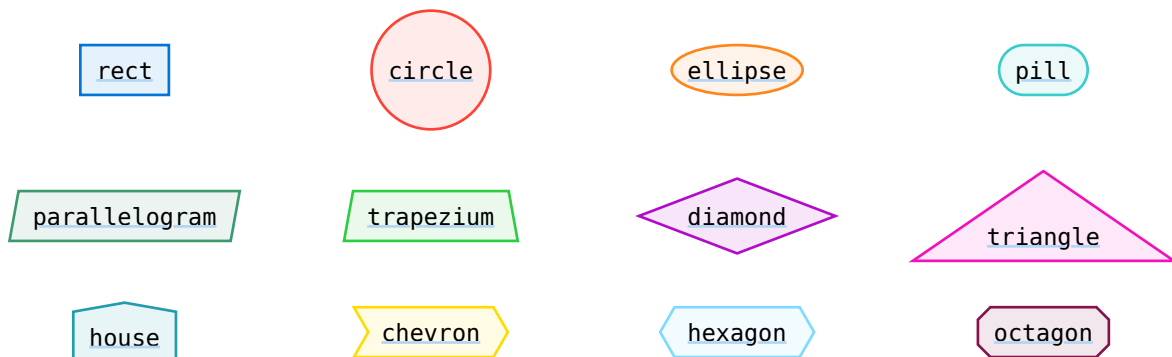 rect circle ellipse pill
parallelogram trapezium diamond triangle
house chevron hexagon octagon